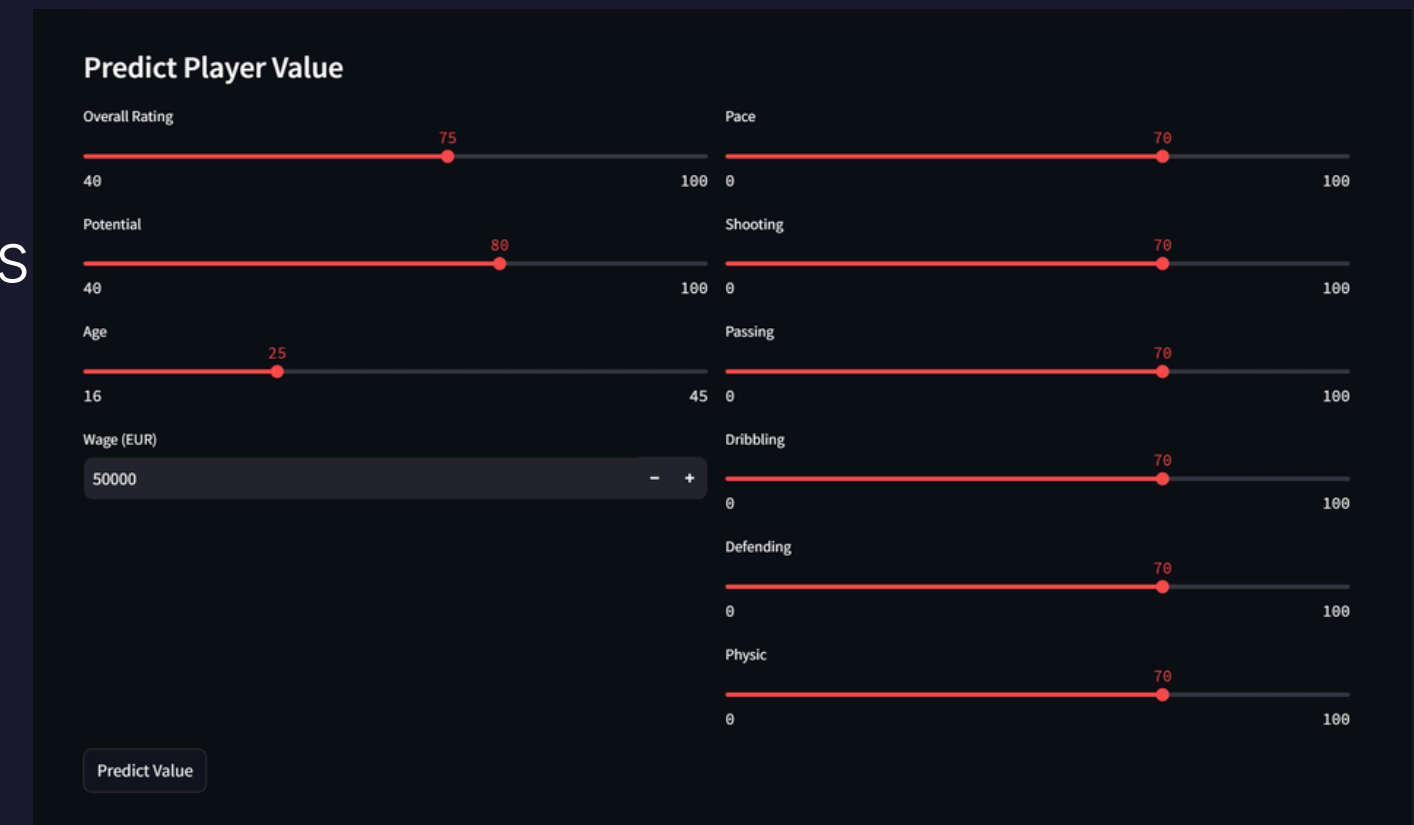 Predict Player Value
Overall Rating
75
40 100
Potential
80
40 100
Age
25
16 45
Wage (EUR)
50000 − +
Pace
70
0 100
Shooting
70
0 100
Passing
70
0 100
Dribbling
70
0 100
Defending
70
0 100
Physic
70
0 100
Predict Value
s